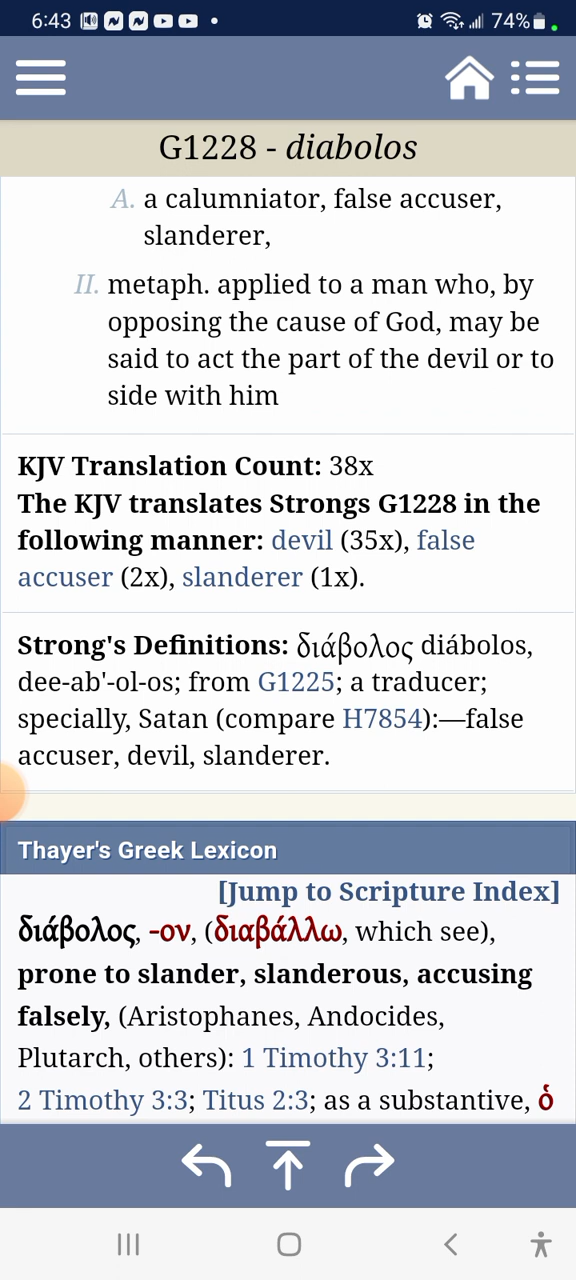 6:43 74%
G1228 - diabolos
A. a calumniator, false accuser,
slanderer,
II. metaph. applied to a man who, by
opposing the cause of God, may be
said to act the part of the devil or to
side with him
KJV Translation Count: 38x
The KJV translates Strongs G1228 in the
following manner: devil (35x), false
accuser (2x), slanderer (1x).
Strong's Definitions: διάβολος diábolos,
dee-ab'-ol-os; from G1225; a traducer;
specially, Satan (compare H7854):—false
accuser, devil, slanderer.
Thayer's Greek Lexicon
[Jump to Scripture Index]
διάβολος, -ον, (διαβάλλω, which see),
prone to slander, slanderous, accusing
falsely, (Aristophanes, Andocides,
Plutarch, others): 1 Timothy 3:11;
2 Timothy 3:3; Titus 2:3; as a substantive, ὁ